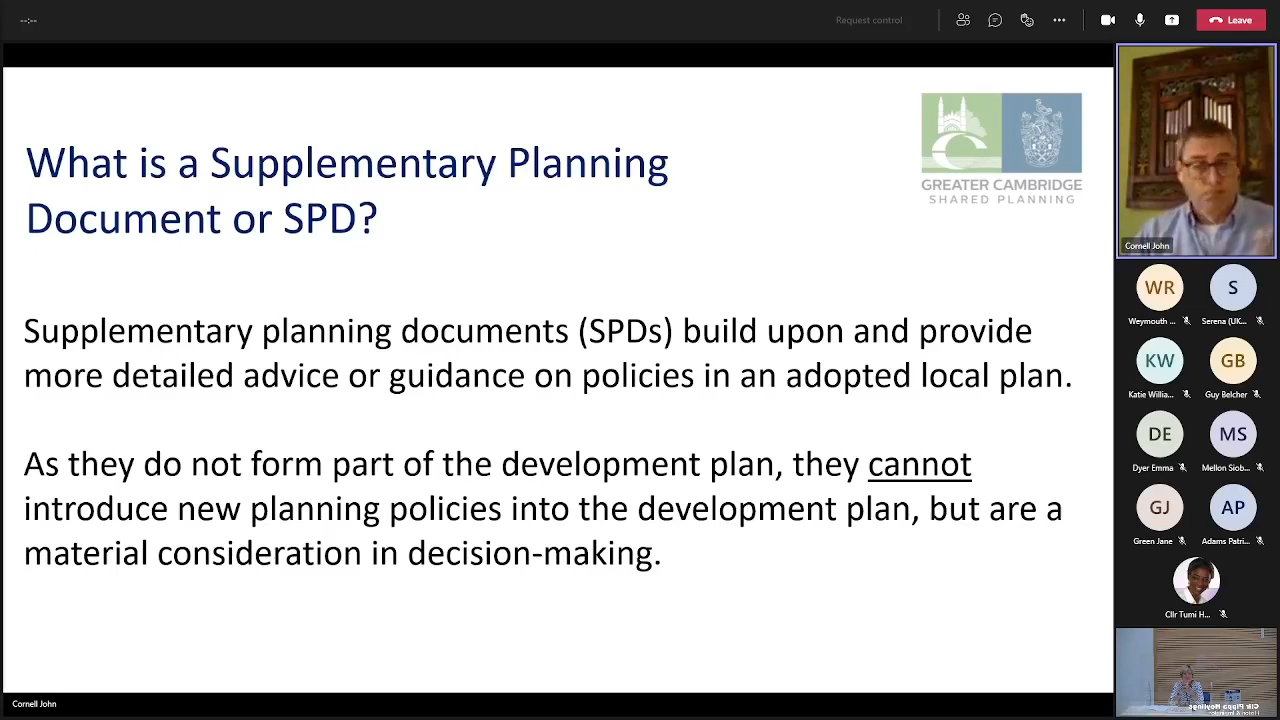 --:--
Request control
Leave
What is a Supplementary Planning
Document or SPD?
GREATER CAMBRIDGE
SHARED PLANNING
Supplementary planning documents (SPDs) build upon and provide
more detailed advice or guidance on policies in an adopted local plan.
As they do not form part of the development plan, they cannot
introduce new planning policies into the development plan, but are a
material consideration in decision-making.
Cornell John
Cornell John
WR
Weymouth ...
S
Serena (UK...
KW
Katie Willia...
GB
Guy Belcher
DE
Dyer Emma
MS
Mellon Siob...
GJ
Green Jane
AP
Adams Patri...
Cllr Tumi H...